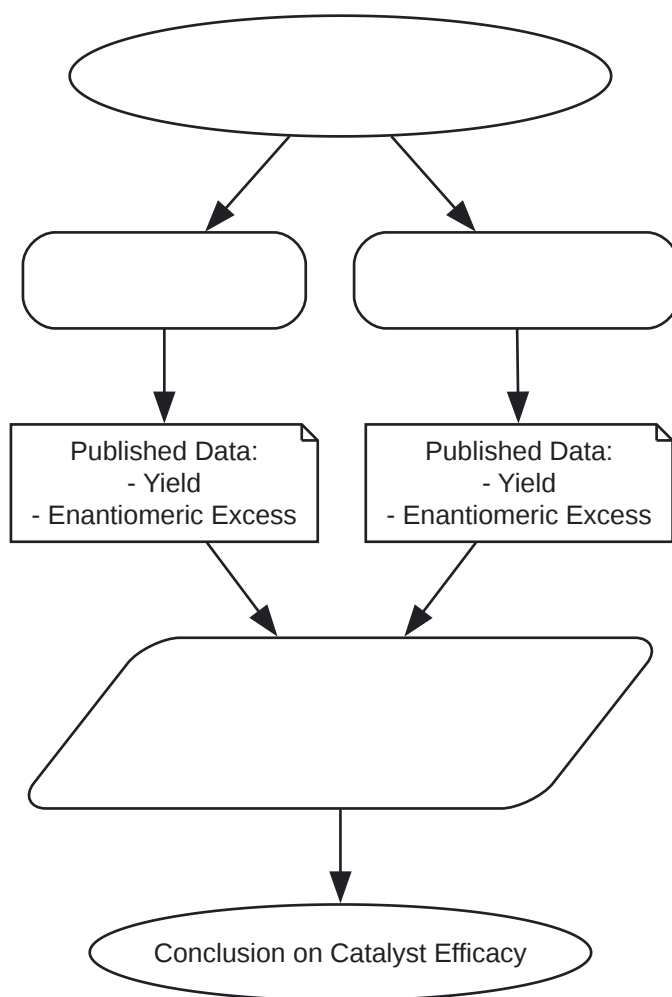 Published Data:
- Yield
- Enantiomeric Excess
Published Data:
- Yield
- Enantiomeric Excess
Conclusion on Catalyst Efficacy